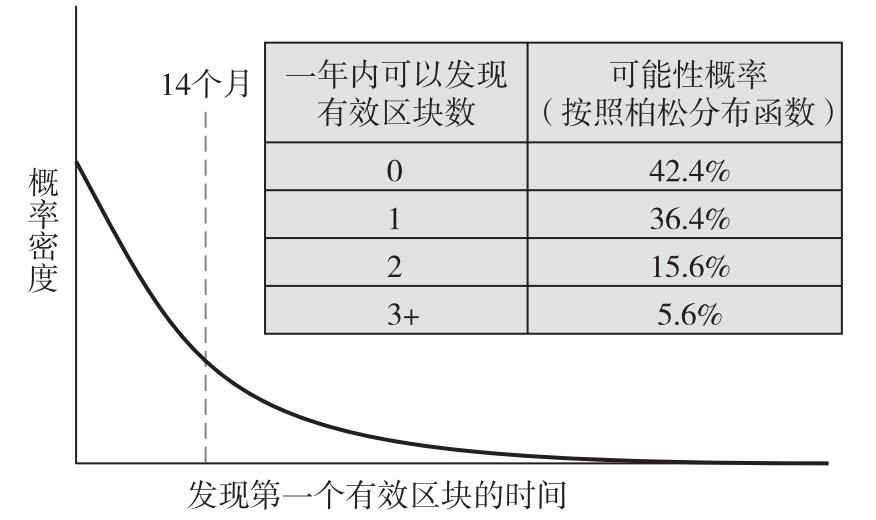 14个月
一年内可以发现
有效区块数
可能性概率
（按照柏松分布函数）
0
42.4%
1
36.4%
2
15.6%
3+
5.6%
概率密度
发现第一个有效区块的时间